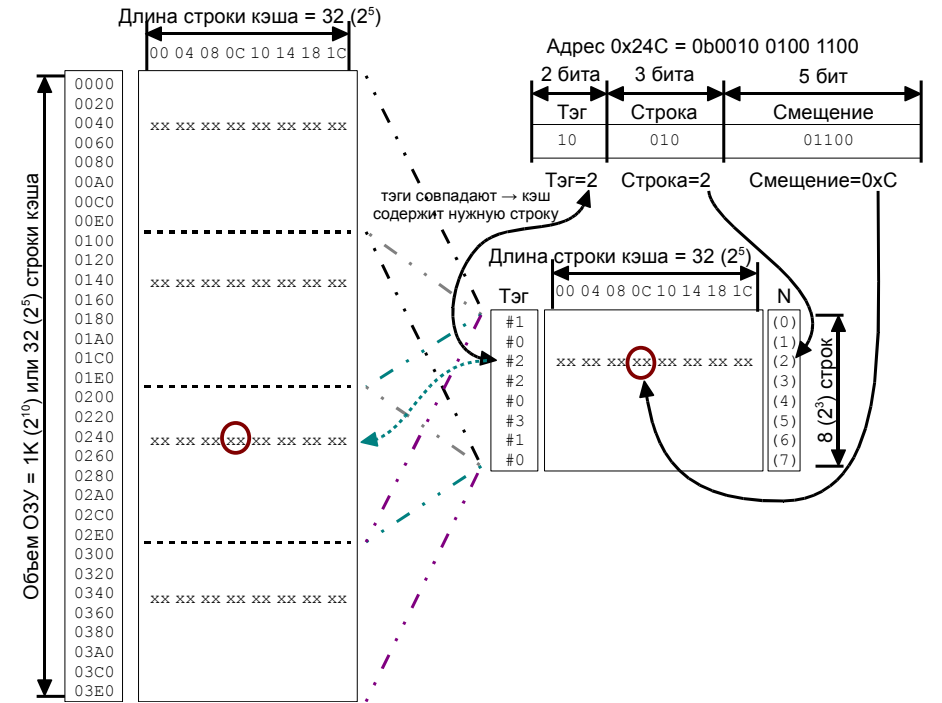 Длина строки кэша = 32 (2⁵)
00 04 08 0C 10 14 18 1C
Объем ОЗУ = 1К (2¹⁰) или 32 (2⁵) строки кэша
0000
0020
0040
xx xx xx xx xx xx xx xx
0060
0080
00A0
00C0
00E0
0100
0120
0140
xx xx xx xx xx xx xx xx
0160
0180
01A0
01C0
01E0
0200
0220
0240
xx xx xx xx xx xx xx xx
0260
0280
02A0
02C0
02E0
0300
0320
0340
xx xx xx xx xx xx xx xx
0360
0380
03A0
03C0
03E0
Адрес 0x24C = 0b0010 0100 1100
2 бита 3 бита 5 бит
Тэг Строка Смещение
10 010 01100
Тэг=2 Строка=2 Смещение=0xC
тэги совпадают → кэш
содержит нужную строку
Длина строки кэша = 32 (2⁵)
Тэг 00 04 08 0C 10 14 18 1C N
#1 (0)
#0 (1)
#2 xx xx xx xx xx xx xx xx (2)
#2 (3)
#0 (4)
#3 (5)
#1 (6)
#0 (7)
8 (2³) строк